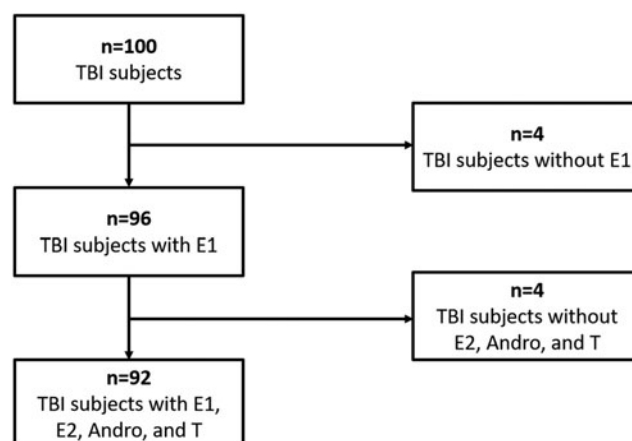 n=100
TBI subjects
n=4
TBI subjects without E1
n=96
TBI subjects with E1
n=4
TBI subjects without
E2, Andro, and T
n=92
TBI subjects with E1,
E2, Andro, and T